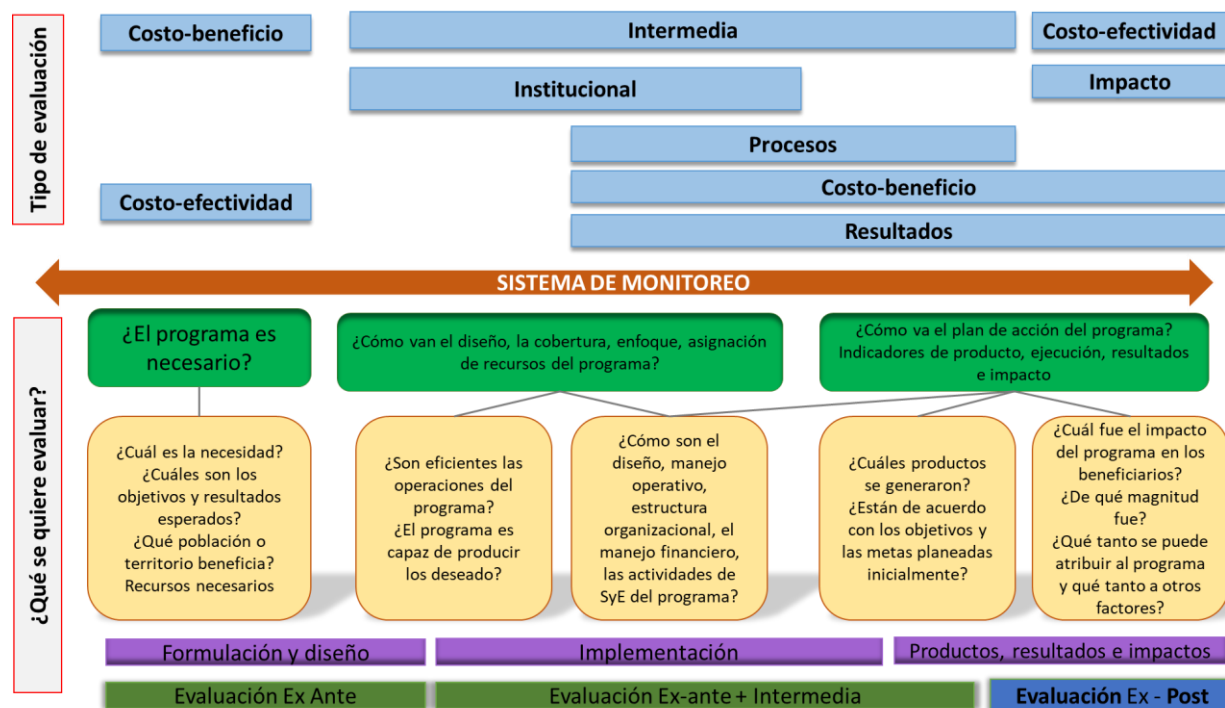 Tipo de evaluación
Costo-beneficio
Intermedia
Costo-efectividad
Institucional
Impacto
Procesos
Costo-efectividad
Costo-beneficio
Resultados
SISTEMA DE MONITOREO
¿Qué se quiere evaluar?
¿El programa es
necesario?
¿Cómo van el diseño, la cobertura, enfoque, asignación
de recursos del programa?
¿Cómo va el plan de acción del programa?
Indicadores de producto, ejecución, resultados
e impacto
¿Cuál es la necesidad?
¿Cuáles son los
objetivos y resultados
esperados?
¿Qué población o
territorio beneficia?
Recursos necesarios
¿Son eficientes las
operaciones del
programa?
¿El programa es
capaz de producir
los deseado?
¿Cómo son el
diseño, manejo
operativo,
estructura
organizacional, el
manejo financiero,
las actividades de
SyE del programa?
¿Cuáles productos
se generaron?
¿Están de acuerdo
con los objetivos y
las metas planeadas
inicialmente?
¿Cuál fue el impacto
del programa en los
beneficiarios?
¿De qué magnitud
fue?
¿Qué tanto se puede
atribuir al programa
y qué tanto a otros
factores?
Formulación y diseño
Implementación
Productos, resultados e impactos
Evaluación Ex Ante
Evaluación Ex-ante + Intermedia
Evaluación Ex - Post